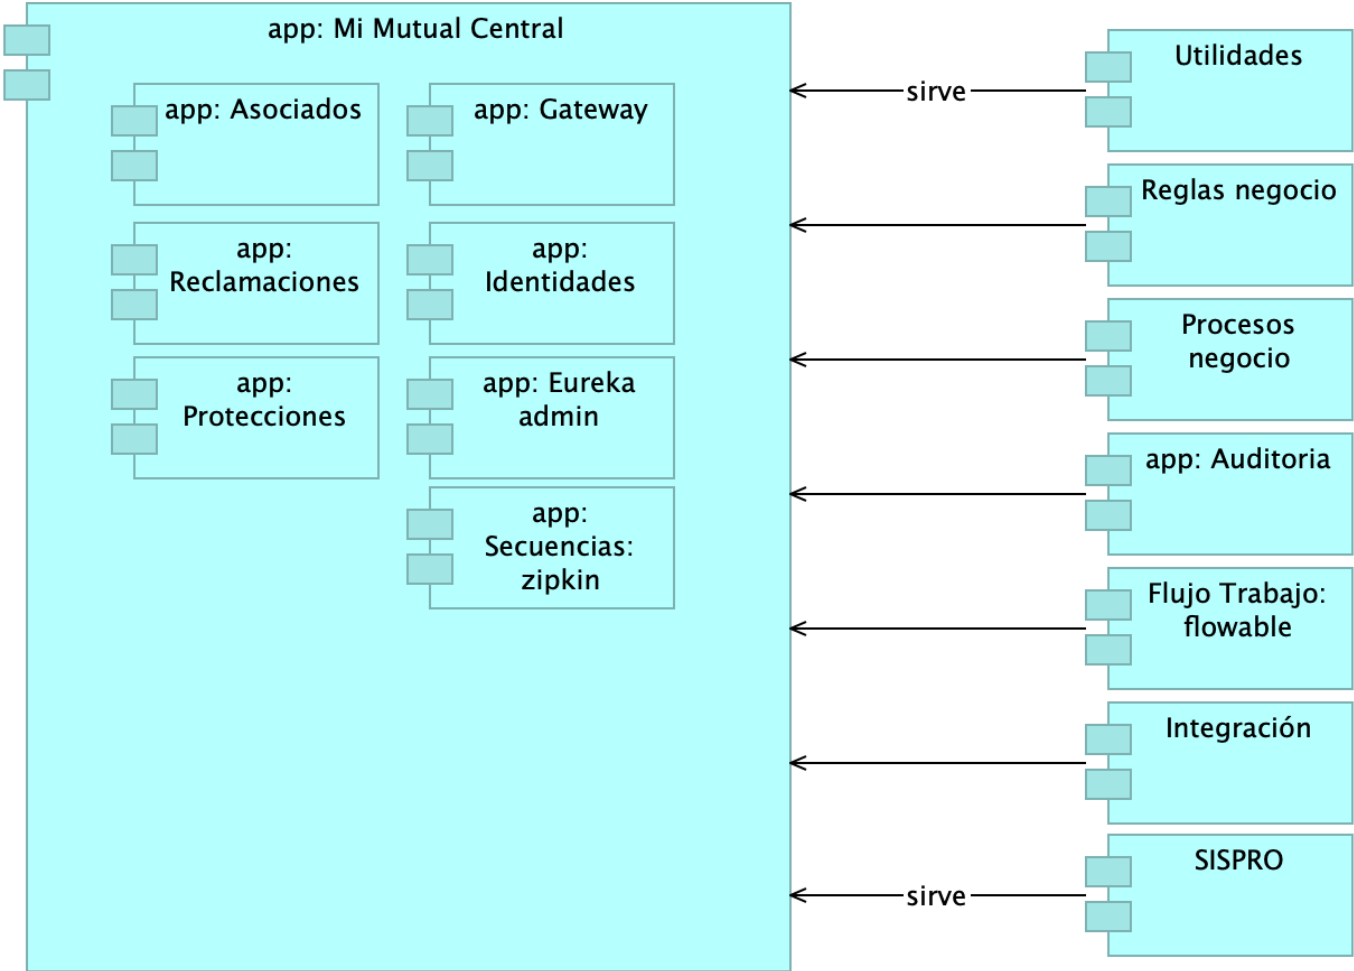 app: Mi Mutual Central
app: Asociados
app: Gateway
app:
Reclamaciones
app:
Identidades
app:
Protecciones
app: Eureka
admin
app:
Secuencias:
zipkin
sirve
Utilidades
Reglas negocio
Procesos
negocio
app: Auditoria
Flujo Trabajo:
flowable
Integración
sirve
SISPRO